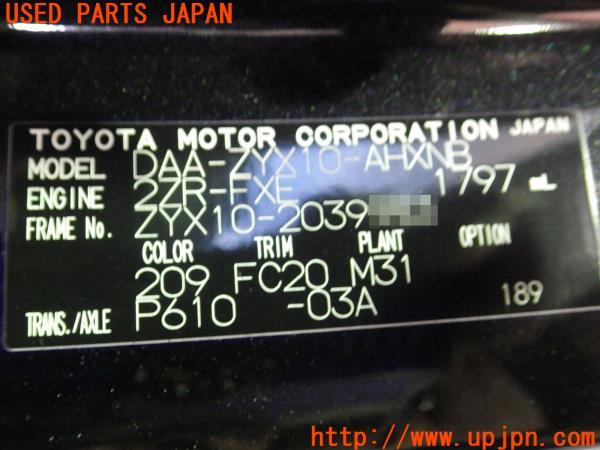 USED PARTS JAPAN
TOYOTA MOTOR CORPORATION JAPAN
MODEL DAA-ZYX10-AHXNB
ENGINE 2ZR-FXE 1797 mL
FRAME No. ZYX10-2039
COLOR TRIM PLANT OPTION
209 FC20 M31
TRANS./AXLE P610 -03A 189
http://www.upjpn.com/